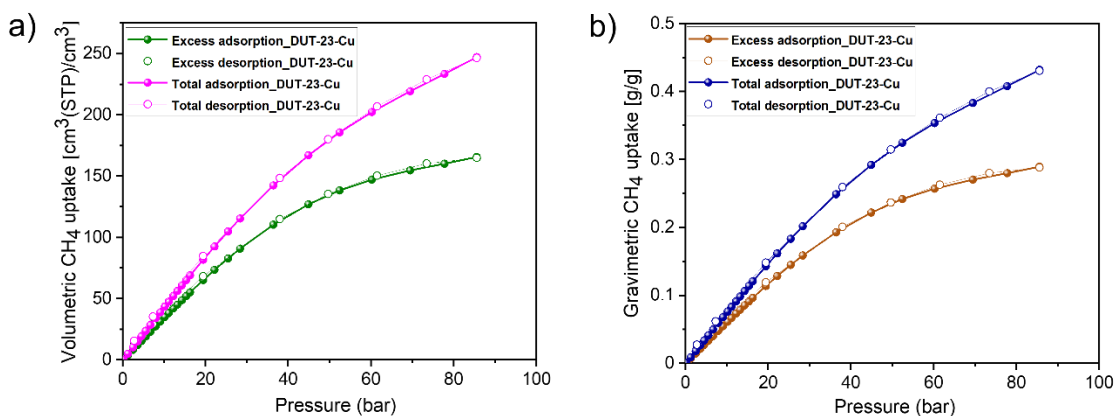 a)
Volumetric CH4 uptake [cm3(STP)/cm3]
250
200
150
100
50
0
Excess adsorption_DUT-23-Cu
Excess desorption_DUT-23-Cu
Total adsorption_DUT-23-Cu
Total desorption_DUT-23-Cu
0 20 40 60 80 100
Pressure (bar)
b)
Gravimetric CH4 uptake [g/g]
0.5
0.4
0.3
0.2
0.1
0
Excess adsorption_DUT-23-Cu
Excess desorption_DUT-23-Cu
Total adsorption_DUT-23-Cu
Total desorption_DUT-23-Cu
0 20 40 60 80 100
Pressure (bar)